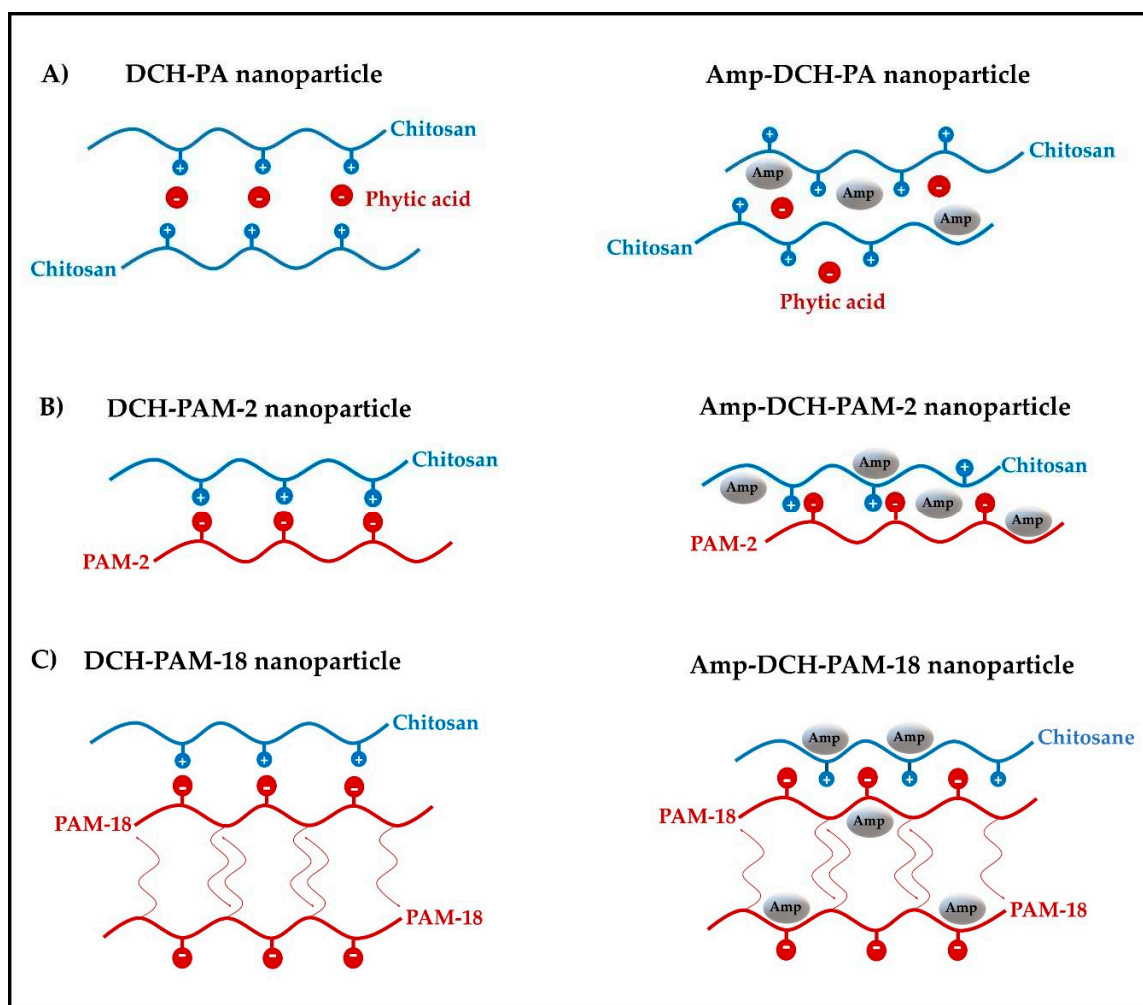 A)
DCH-PA nanoparticle
Amp-DCH-PA nanoparticle
Chitosan
+ + +
- - -
Phytic acid
+ + +
Chitosan
+ +
Chitosan
Amp
Amp
+ + -
+ -
Amp
Chitosan
+ +
-
Phytic acid
B)
DCH-PAM-2 nanoparticle
Amp-DCH-PAM-2 nanoparticle
Chitosan
+ + +
- - -
PAM-2
Amp
+
Chitosan
Amp
Amp
+ - + - -
Amp
PAM-2
C)
DCH-PAM-18 nanoparticle
Amp-DCH-PAM-18 nanoparticle
Chitosan
+ + +
- - -
PAM-18
PAM-18
- - -
Amp Amp
Chitosane
+ + +
- - -
PAM-18
Amp
Amp Amp
PAM-18
- - -